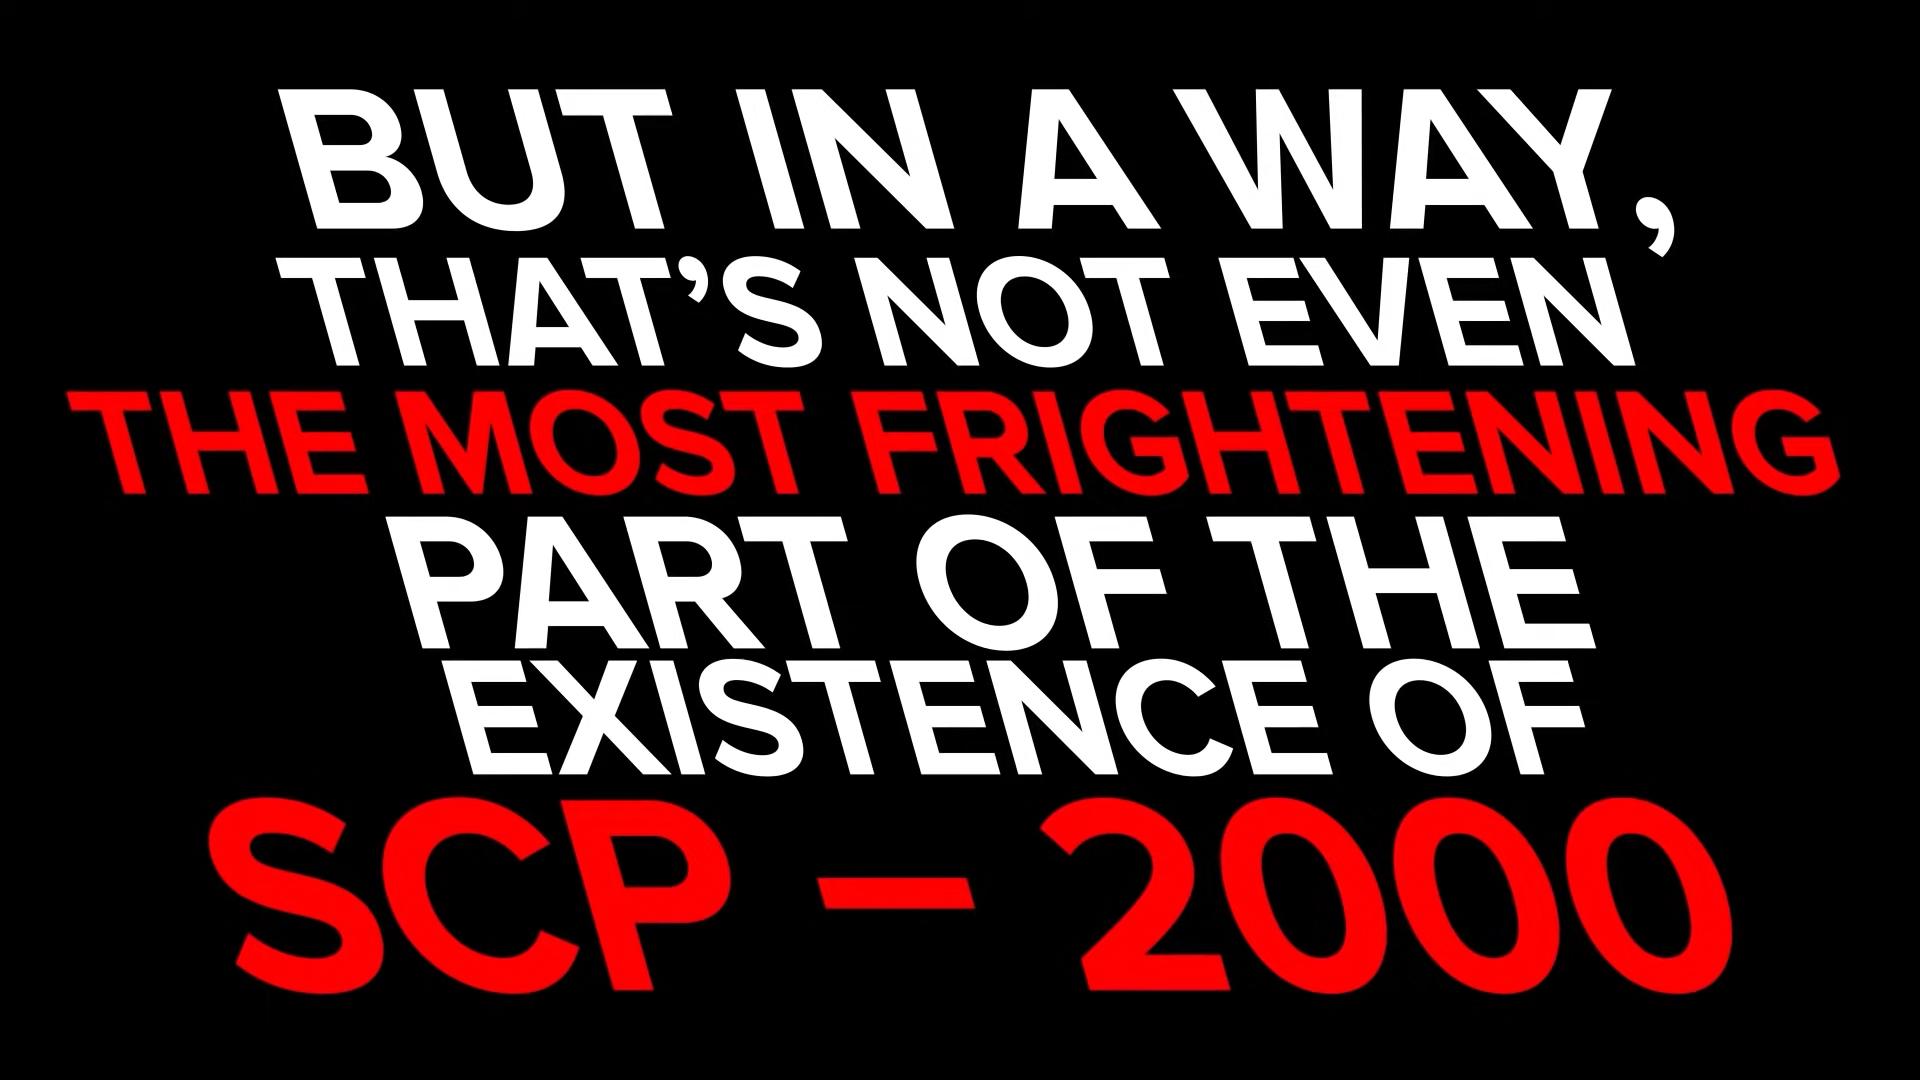 BUT IN A WAY,
THAT'S NOT EVEN
THE MOST FRIGHTENING
PART OF THE
EXISTENCE OF
SCP – 2000